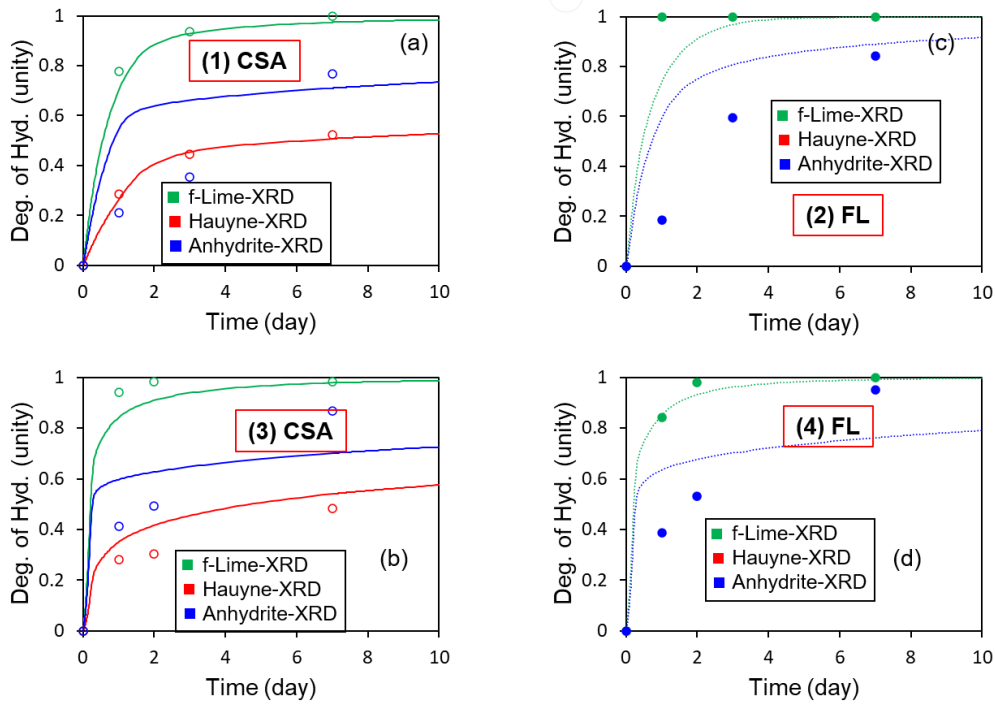 Deg. of Hyd. (unity)
1
0.8
0.6
0.4
0.2
0
(1) CSA
(a)
f-Lime-XRD
Hauyne-XRD
Anhydrite-XRD
0
2
4
6
8
10
Time (day)
Deg. of Hyd. (unity)
1
0.8
0.6
0.4
0.2
0
(c)
f-Lime-XRD
Hauyne-XRD
Anhydrite-XRD
(2) FL
0
2
4
6
8
10
Time (day)
Deg. of Hyd. (unity)
1
0.8
0.6
0.4
0.2
0
(3) CSA
(b)
f-Lime-XRD
Hauyne-XRD
Anhydrite-XRD
0
2
4
6
8
10
Time (day)
Deg. of Hyd. (unity)
1
0.8
0.6
0.4
0.2
0
(4) FL
f-Lime-XRD
Hauyne-XRD
Anhydrite-XRD
(d)
0
2
4
6
8
10
Time (day)